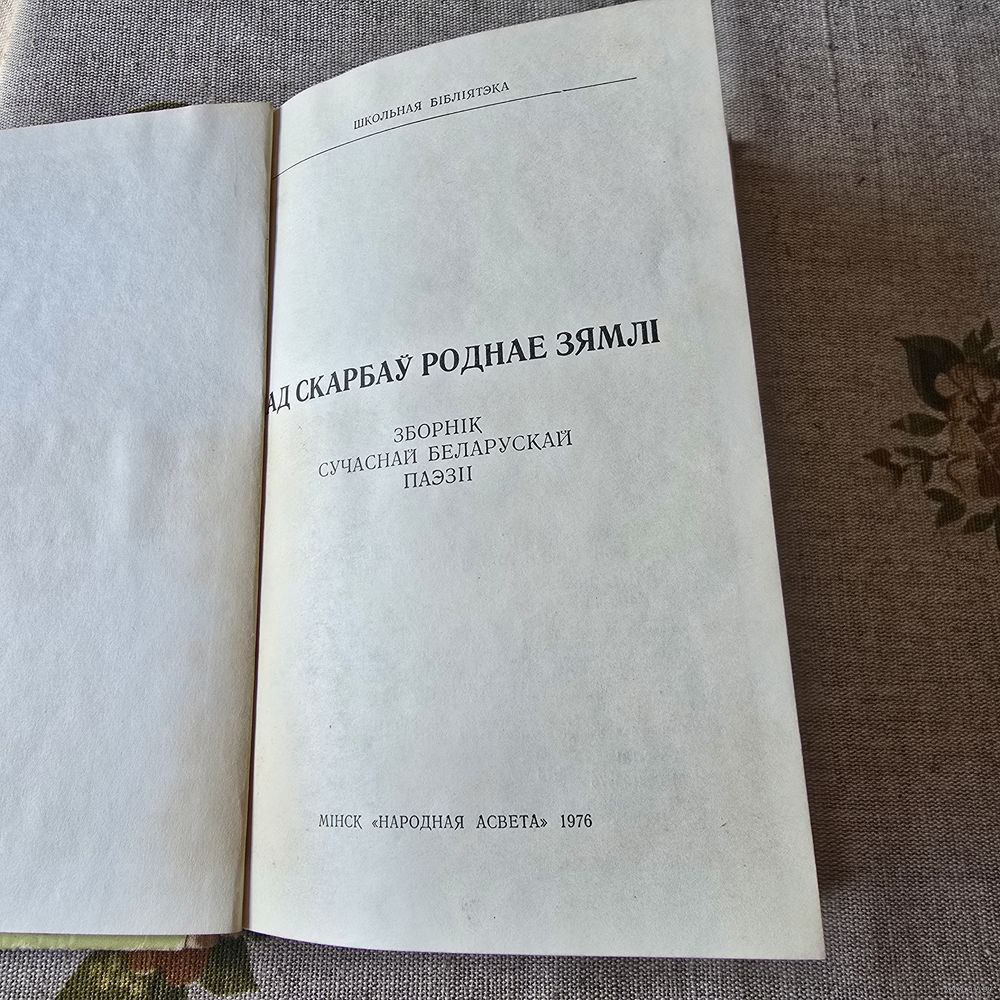 ШКОЛЬНАЯ БІБЛІЯТЭКА
АД СКАРБАЎ РОДНАЕ ЗЯМЛІ
ЗБОРНІК
СУЧАСНАЙ БЕЛАРУСКАЙ
ПАЭЗІІ
МІНСК «НАРОДНАЯ АСВЕТА» 1976